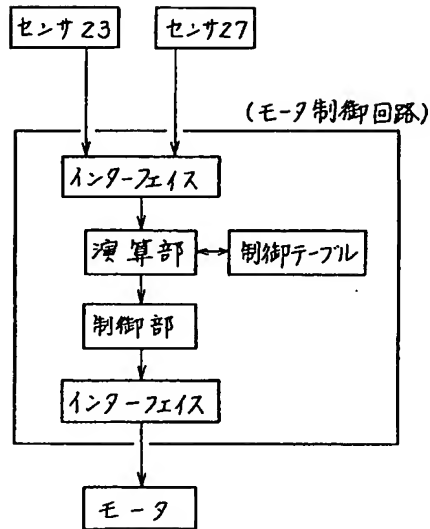 センサ23
センサ27
(モータ制御回路)
インターフェイス
演算部
制御テーブル
制御部
インターフェイス
モータ